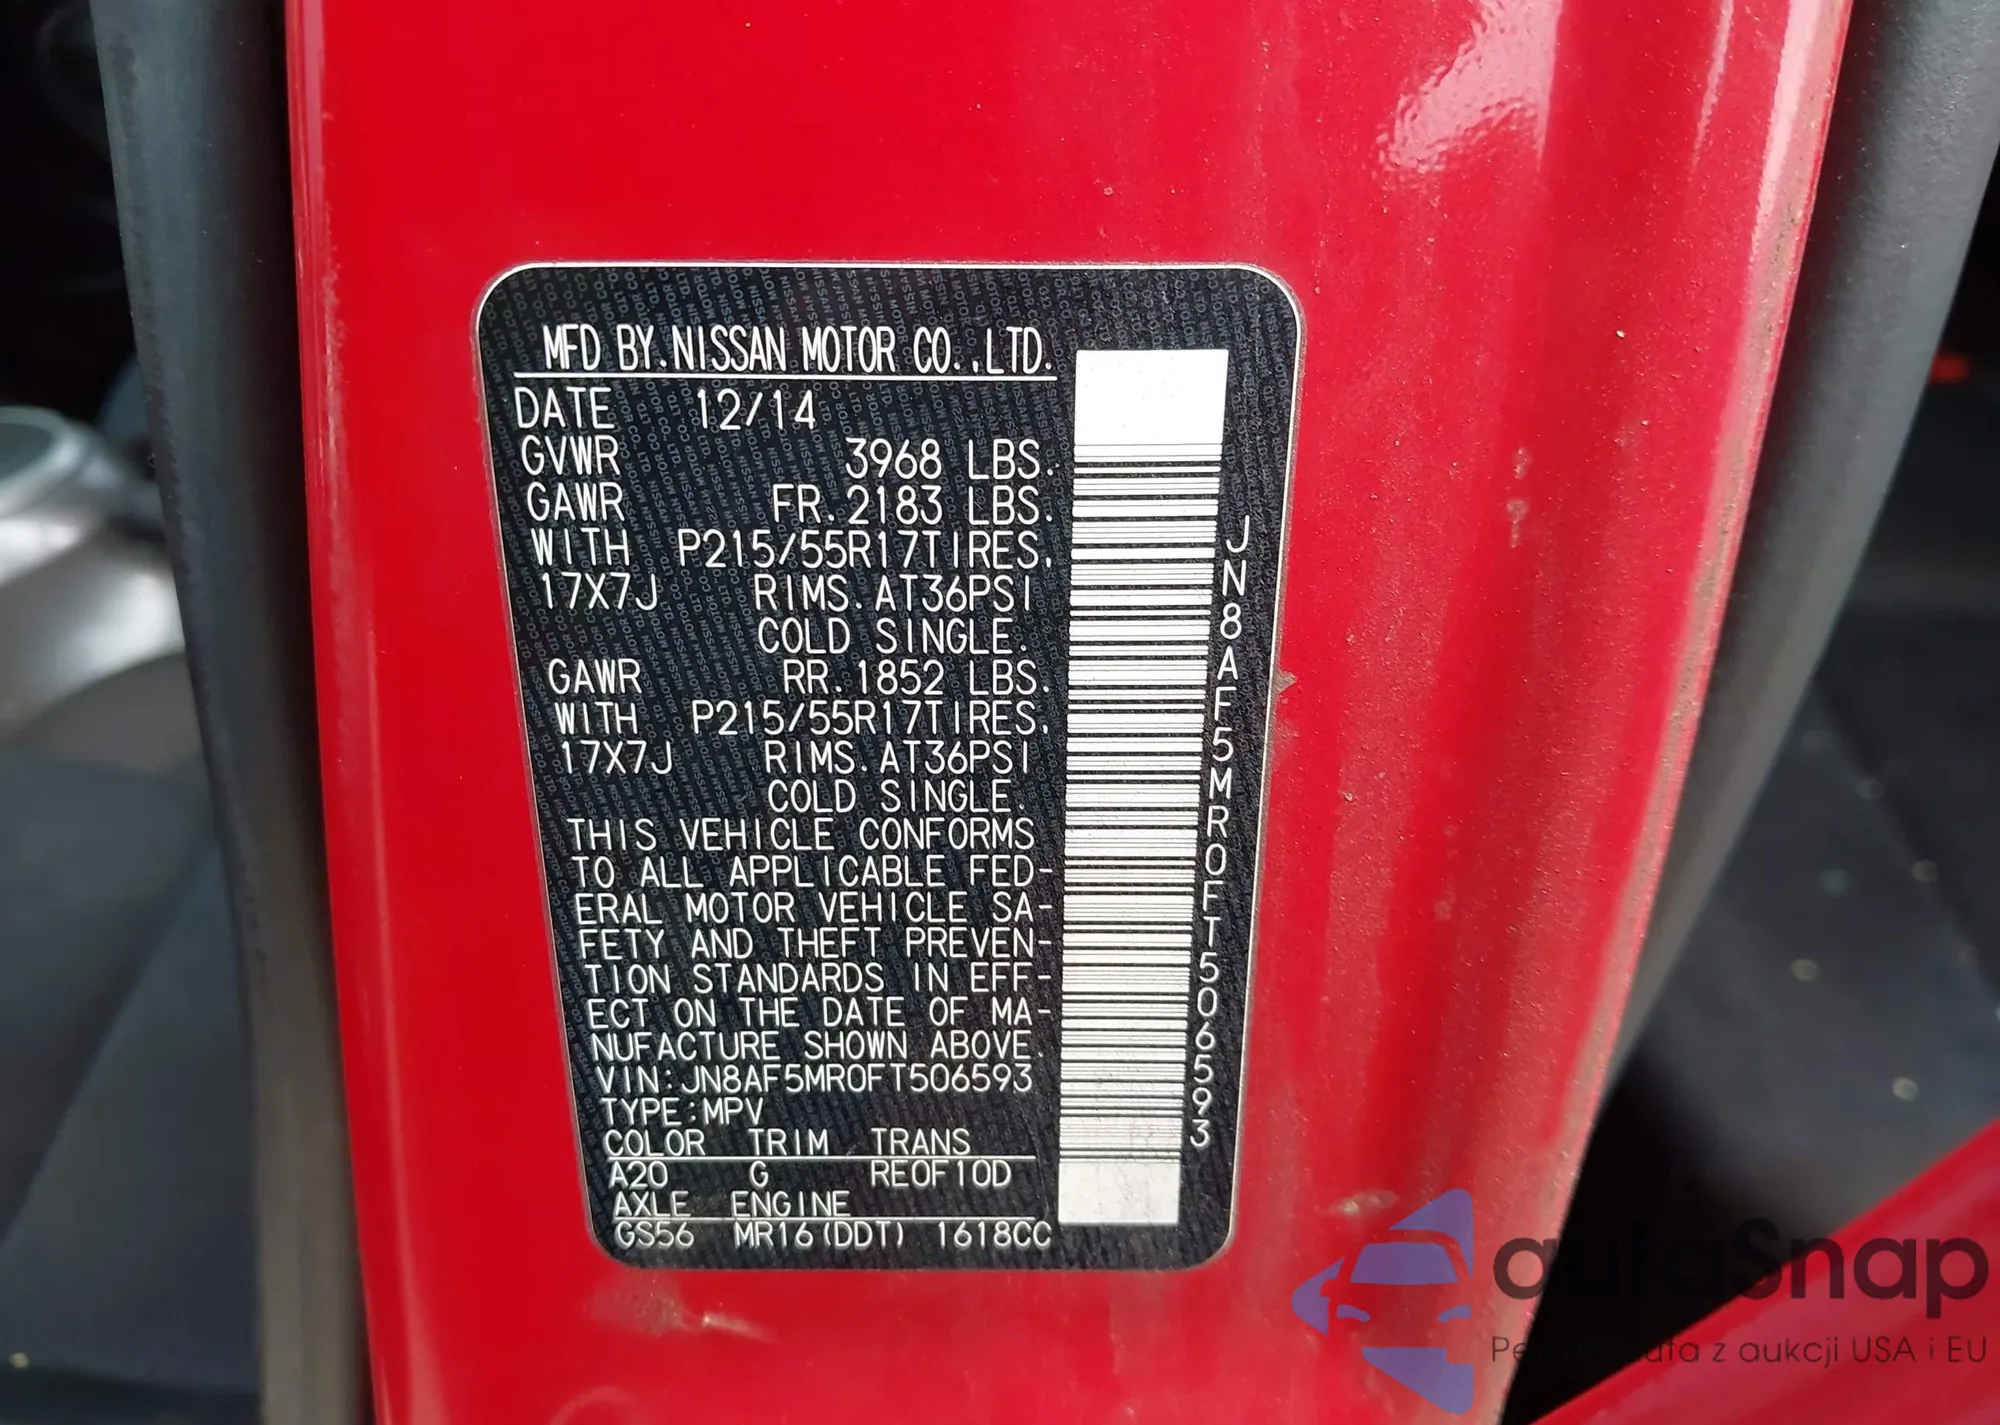 MFD BY.NISSAN MOTOR CO.,LTD.
DATE 12/14
GVWR 3968 LBS.
GAWR FR.2183 LBS.
WITH P215/55R17TIRES,
17X7J RIMS.AT36PSI
COLD SINGLE.
GAWR RR.1852 LBS.
WITH P215/55R17TIRES,
17X7J RIMS.AT36PSI
COLD SINGLE.
THIS VEHICLE CONFORMS
TO ALL APPLICABLE FED-
ERAL MOTOR VEHICLE SA-
FETY AND THEFT PREVEN-
TION STANDARDS IN EFF-
ECT ON THE DATE OF MA-
NUFACTURE SHOWN ABOVE.
VIN:JN8AF5MR0FT506593
TYPE:MPV
COLOR TRIM TRANS
A20 G RE0F10D
AXLE ENGINE
GS56 MR16(DDT) 1618CC
JN8AF5MR0FT506593
autaSnap
z aukcji USA i EU